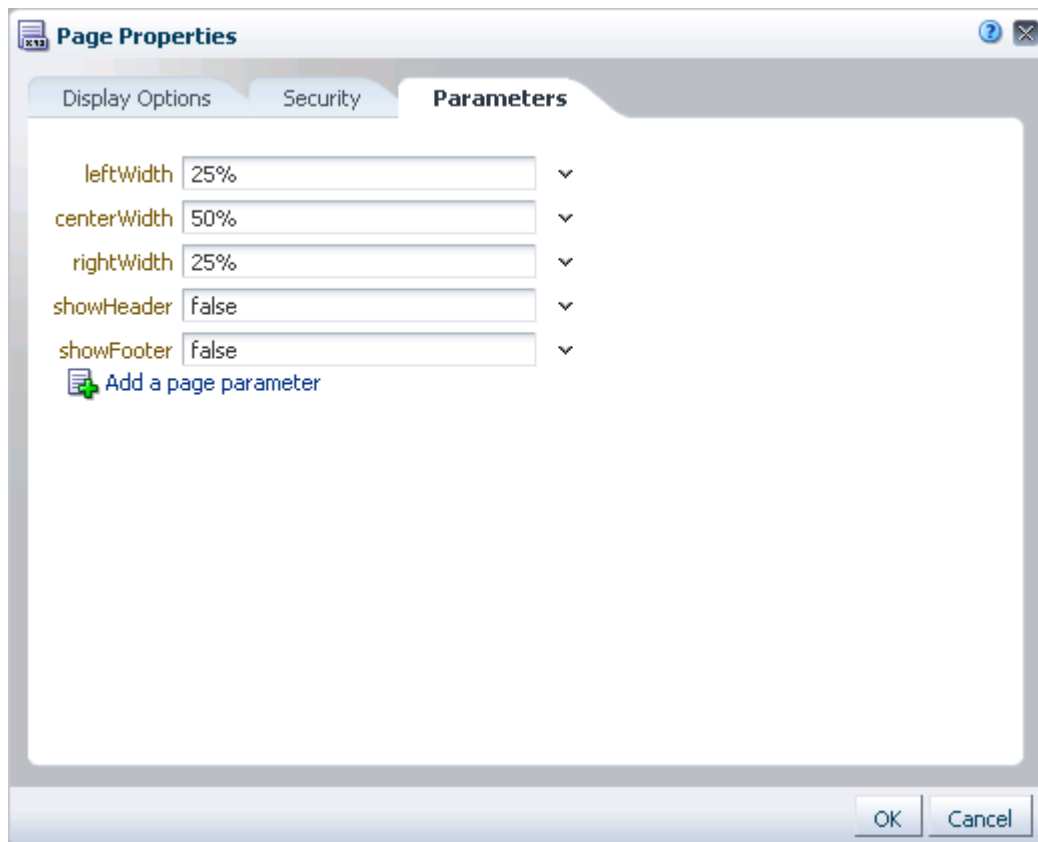 Page Properties
Display Options Security Parameters
leftWidth 25%
centerWidth 50%
rightWidth 25%
showHeader false
showFooter false
Add a page parameter
OK Cancel